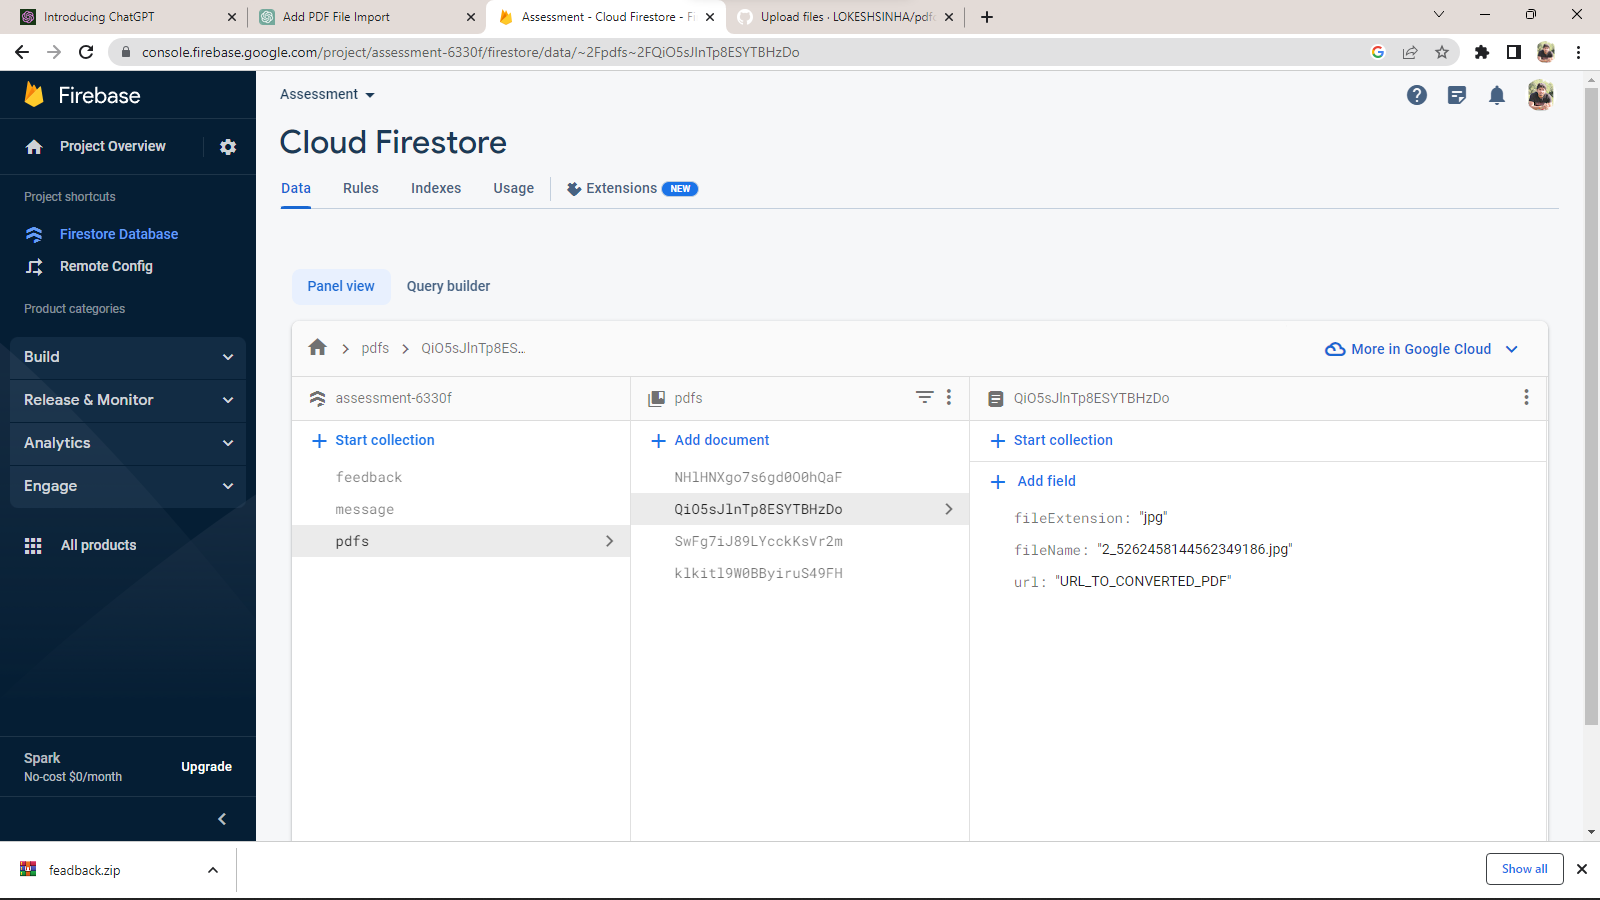 Introducing ChatGPT
Add PDF File Import
Assessment - Cloud Firestore - Fi
Upload files · LOKESHSINHA/pdf
console.firebase.google.com/project/assessment-6330f/firestore/data/~2Fpdfs~2FQiO5sJlnTp8ESYTBHzDo
Firebase
Project Overview
Project shortcuts
Firestore Database
Remote Config
Product categories
Build
Release & Monitor
Analytics
Engage
All products
Spark
No-cost $0/month
Upgrade
Assessment
Cloud Firestore
Data
Rules
Indexes
Usage
Extensions
NEW
Panel view
Query builder
pdfs
QiO5sJlnTp8ES...
More in Google Cloud
assessment-6330f
Start collection
feedback
message
pdfs
pdfs
Add document
NHlHNXgo7s6gd0O0hQaF
QiO5sJlnTp8ESYTBHzDo
SwFg7iJ89LYcckKsVr2m
klkitl9W0BByiruS49FH
QiO5sJlnTp8ESYTBHzDo
Start collection
Add field
fileExtension: "jpg"
fileName: "2_5262458144562349186.jpg"
url: "URL_TO_CONVERTED_PDF"
feadback.zip
Show all